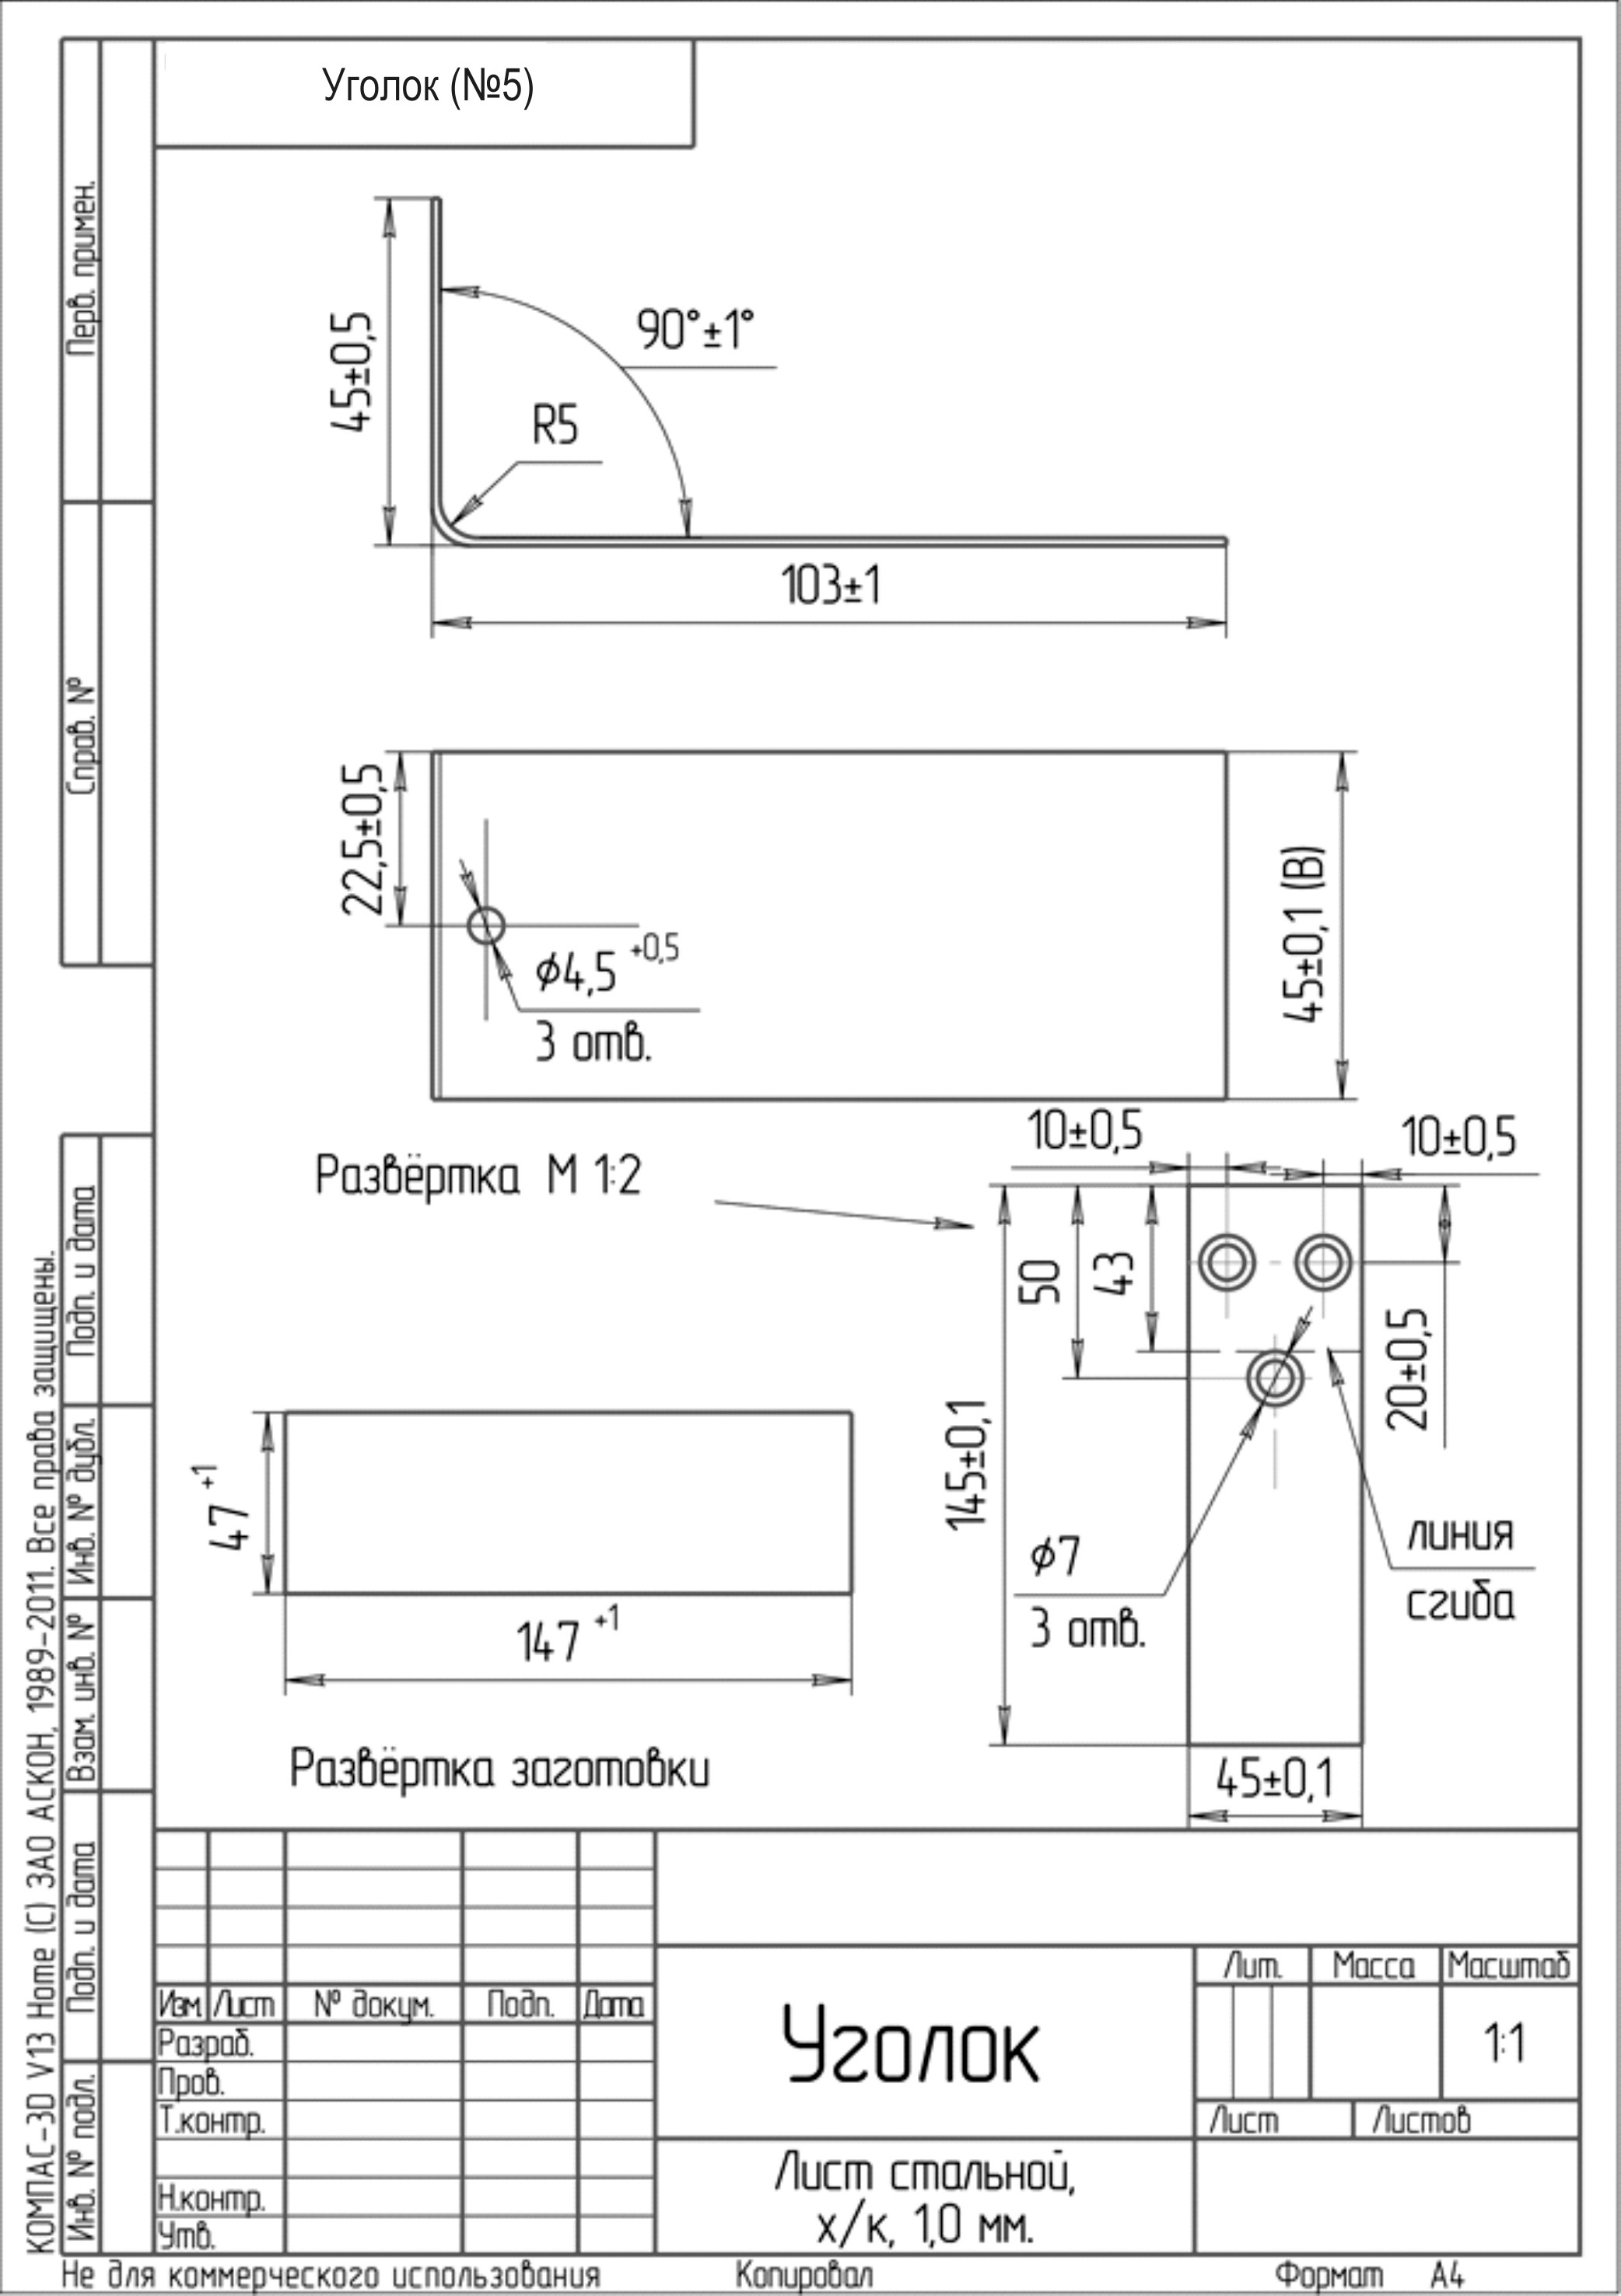 Уголок (№5)
Перв. примен.
45±0,5
90°±1°
R5
103±1
Справ. №
22,5±0,5
⌀4,5 +0,5
3 отв.
45±0,1 (В)
Развёртка М 1:2
10±0,5
10±0,5
50
43
20±0,5
145±0,1
47 +1
147 +1
⌀7
3 отв.
линия
сгиба
Развёртка заготовки
45±0,1
КОМПАС-3D V13 Home (C) ЗАО АСКОН, 1989-2011. Все права защищены.
Подп. и дата
Инв. № дубл.
Взам. инв. №
Подп. и дата
Инв. № подл.
Изм. Лист № докум. Подп. Дата
Разраб.
Пров.
Т.контр.
Н.контр.
Утв.
Уголок
Лит. Масса Масштаб
1:1
Лист Листов
Лист стальной,
х/к, 1,0 мм.
Не для коммерческого использования Копировал Формат А4